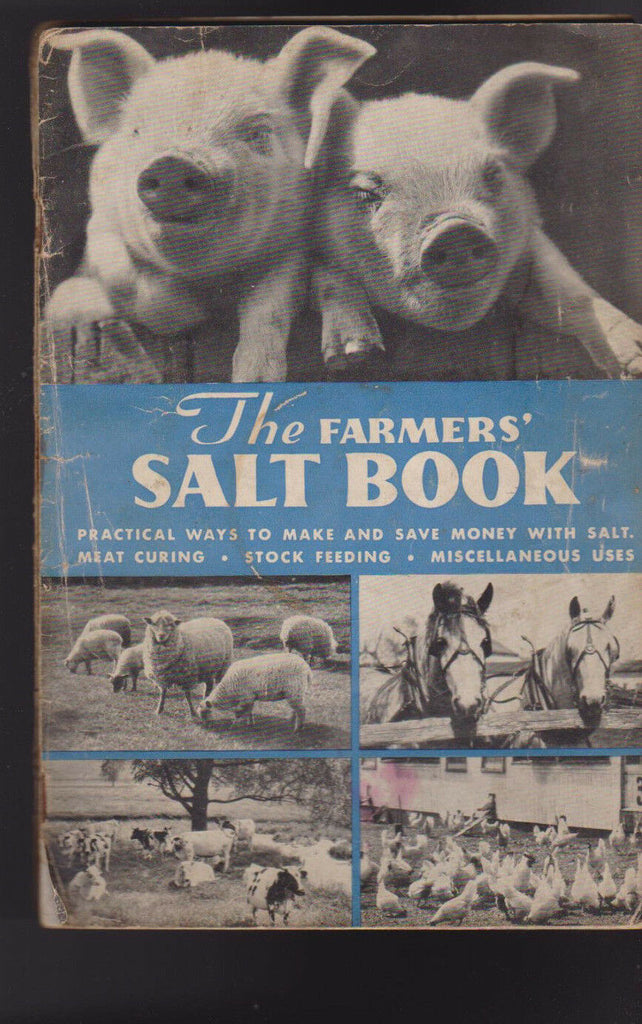 The FARMERS'
SALT BOOK
PRACTICAL WAYS TO MAKE AND SAVE MONEY WITH SALT.
MEAT CURING • STOCK FEEDING • MISCELLANEOUS USES